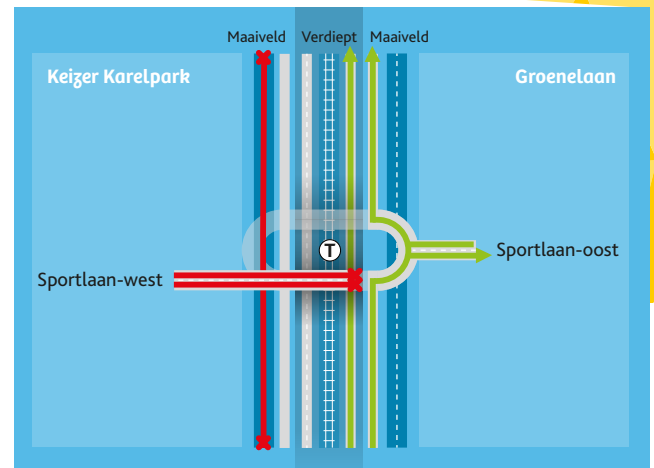 Maaiveld Verdiept Maaiveld
Keizer Karelpark
Groenelaan
T
Sportlaan-oost
Sportlaan-west